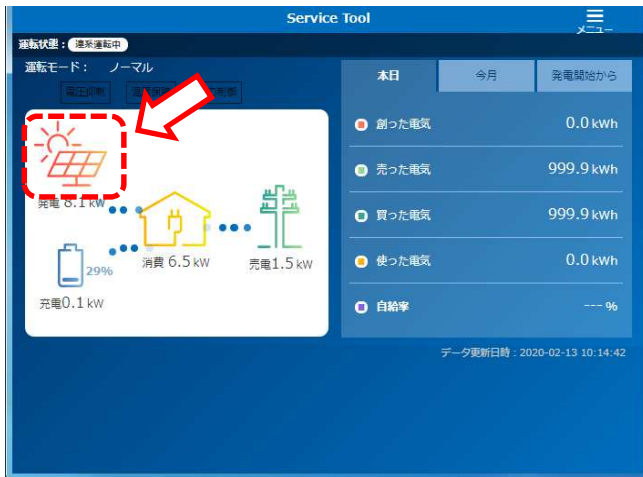 Service Tool
メニュー
運転状態：連系運転中
運転モード： ノーマル
電圧抑制
本日 今月 発電開始から
創った電気 0.0 kWh
売った電気 999.9 kWh
買った電気 999.9 kWh
使った電気 0.0 kWh
自給率 --- %
発電 8.1 kW
29%
消費 6.5 kW
売電1.5 kW
充電0.1 kW
データ更新日時：2020-02-13 10:14:42